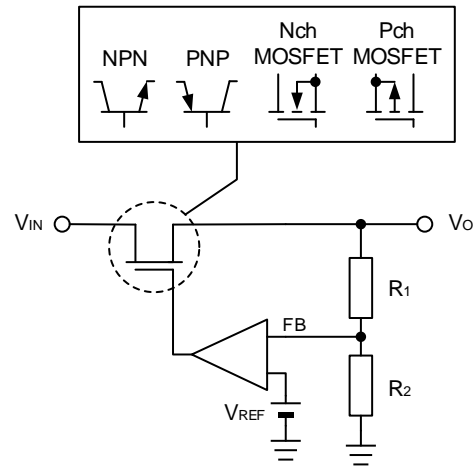 NPN PNP Nch MOSFET Pch MOSFET
VIN
VO
R1
FB
R2
VREF